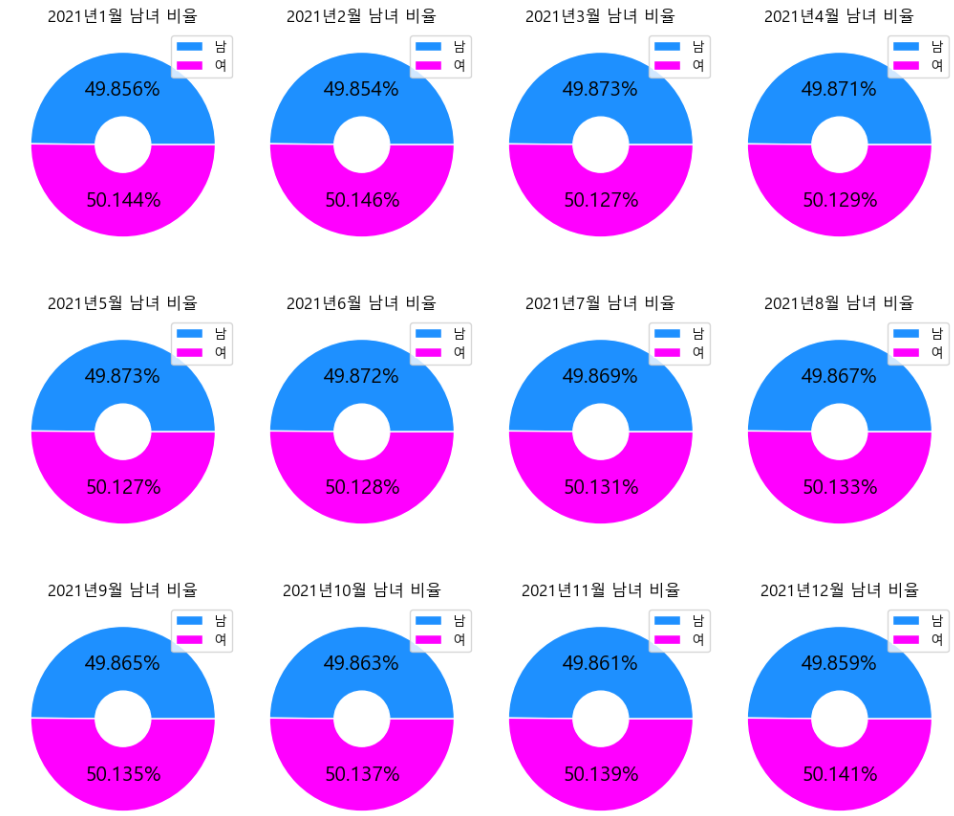 2021년1월 남녀 비율
남
여
49.856%
50.144%
2021년2월 남녀 비율
남
여
49.854%
50.146%
2021년3월 남녀 비율
남
여
49.873%
50.127%
2021년4월 남녀 비율
남
여
49.871%
50.129%
2021년5월 남녀 비율
남
여
49.873%
50.127%
2021년6월 남녀 비율
남
여
49.872%
50.128%
2021년7월 남녀 비율
남
여
49.869%
50.131%
2021년8월 남녀 비율
남
여
49.867%
50.133%
2021년9월 남녀 비율
남
여
49.865%
50.135%
2021년10월 남녀 비율
남
여
49.863%
50.137%
2021년11월 남녀 비율
남
여
49.861%
50.139%
2021년12월 남녀 비율
남
여
49.859%
50.141%